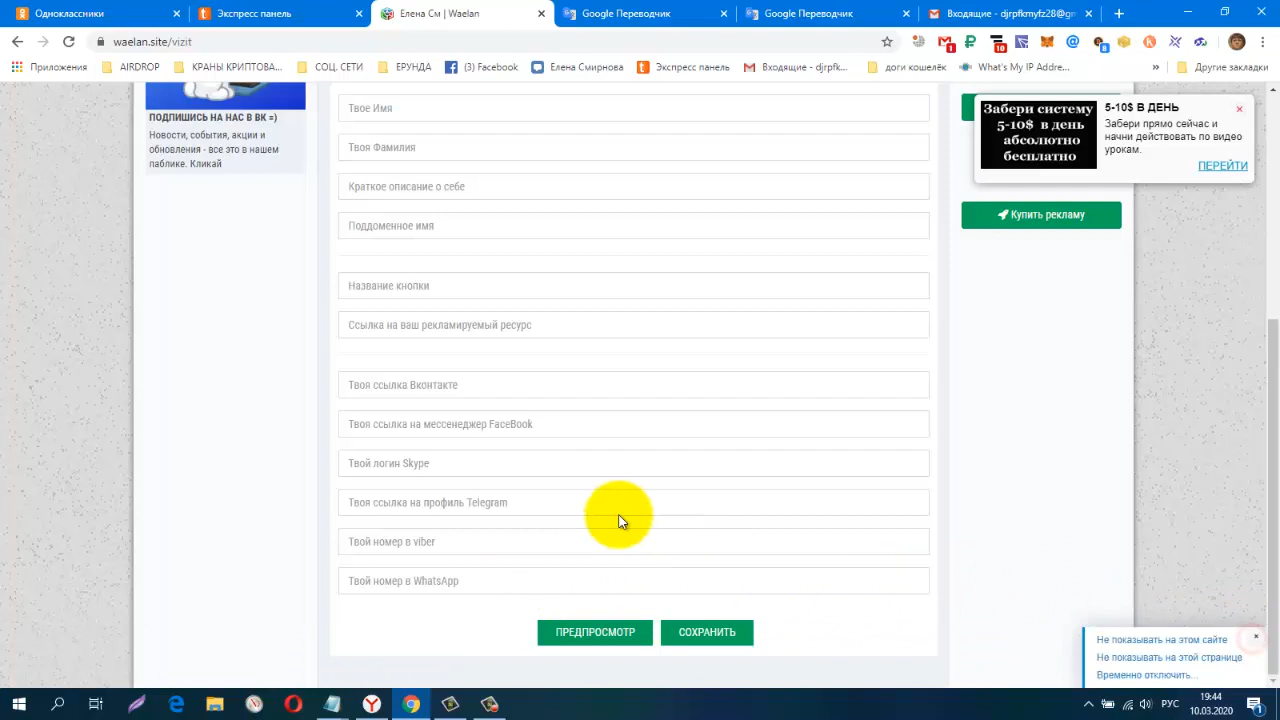 Одноклассники
Экспресс панель
Елена См | Waelan
Google Переводчик
Google Переводчик
Входящие - djrpkfmyfz28@gm
waelan.site/vizit
1
10
8
Приложения
AIRDROP
КРАНЫ КРИПТОВА...
СОЦ. СЕТИ
ЕРУНДА
(3) Facebook
Елена Смирнова
Экспресс панель
Входящие - djrpkf...
доги кошелёк
What's My IP Addre...
»
Другие закладки
ПОДПИШИСЬ НА НАС В ВК =)
Новости, события, акции и
обновления - все это в нашем
паблике. Кликай
Твое Имя
Твоя Фамилия
Краткое описание о себе
Поддоменное имя
Название кнопки
Ссылка на ваш рекламируемый ресурс
Твоя ссылка Вконтакте
Твоя ссылка на мессенеджер FaceBook
Твой логин Skype
Твоя ссылка на профиль Telegram
Твой номер в viber
Твой номер в WhatsApp
ПРЕДПРОСМОТР
СОХРАНИТЬ
Забери систему
5-10$ в день
абсолютно
бесплатно
5-10$ В ДЕНЬ
Забери прямо сейчас и
начни действовать по видео
урокам.
ПЕРЕЙТИ
Купить рекламу
Не показывать на этом сайте
Не показывать на этой странице
Временно отключить...
РУС
19:44
10.03.2020
1